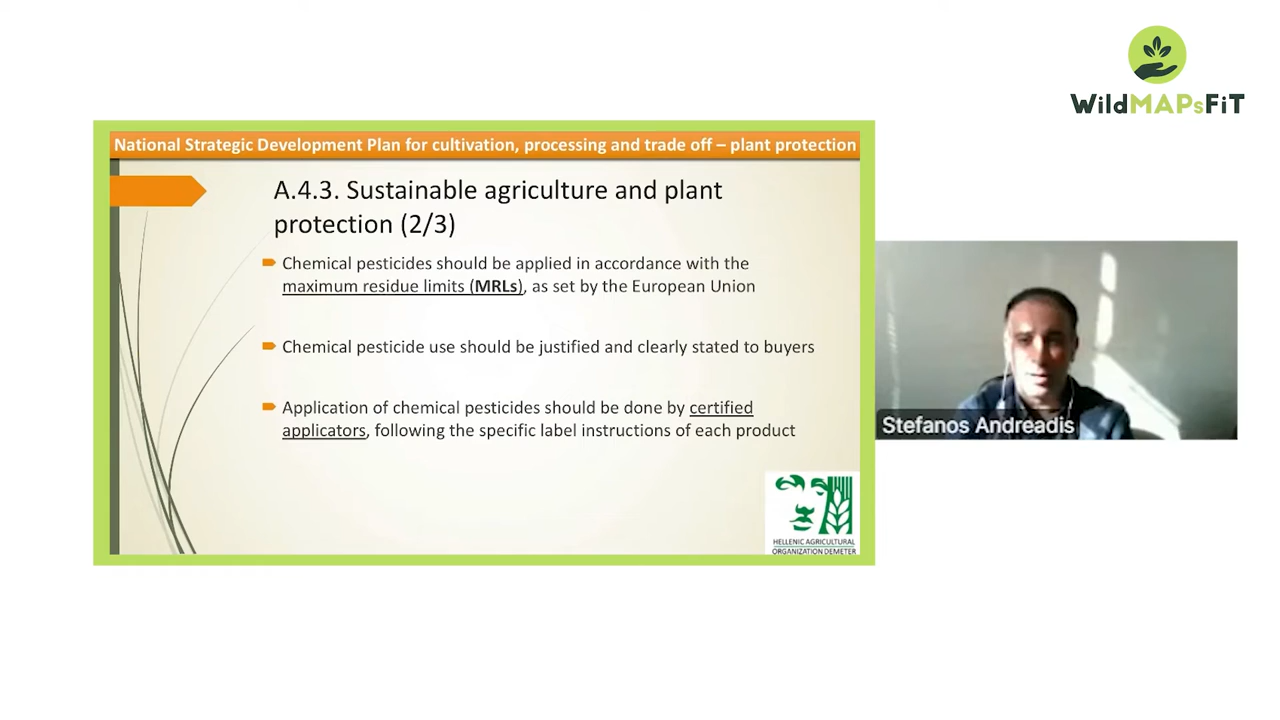 WildMAPsFiT
National Strategic Development Plan for cultivation, processing and trade off – plant protection
A.4.3. Sustainable agriculture and plant
protection (2/3)
Chemical pesticides should be applied in accordance with the
maximum residue limits (MRLs), as set by the European Union
Chemical pesticide use should be justified and clearly stated to buyers
Application of chemical pesticides should be done by certified
applicators, following the specific label instructions of each product
HELLENIC AGRICULTURAL
ORGANIZATION DEMETER
Stefanos Andreadis